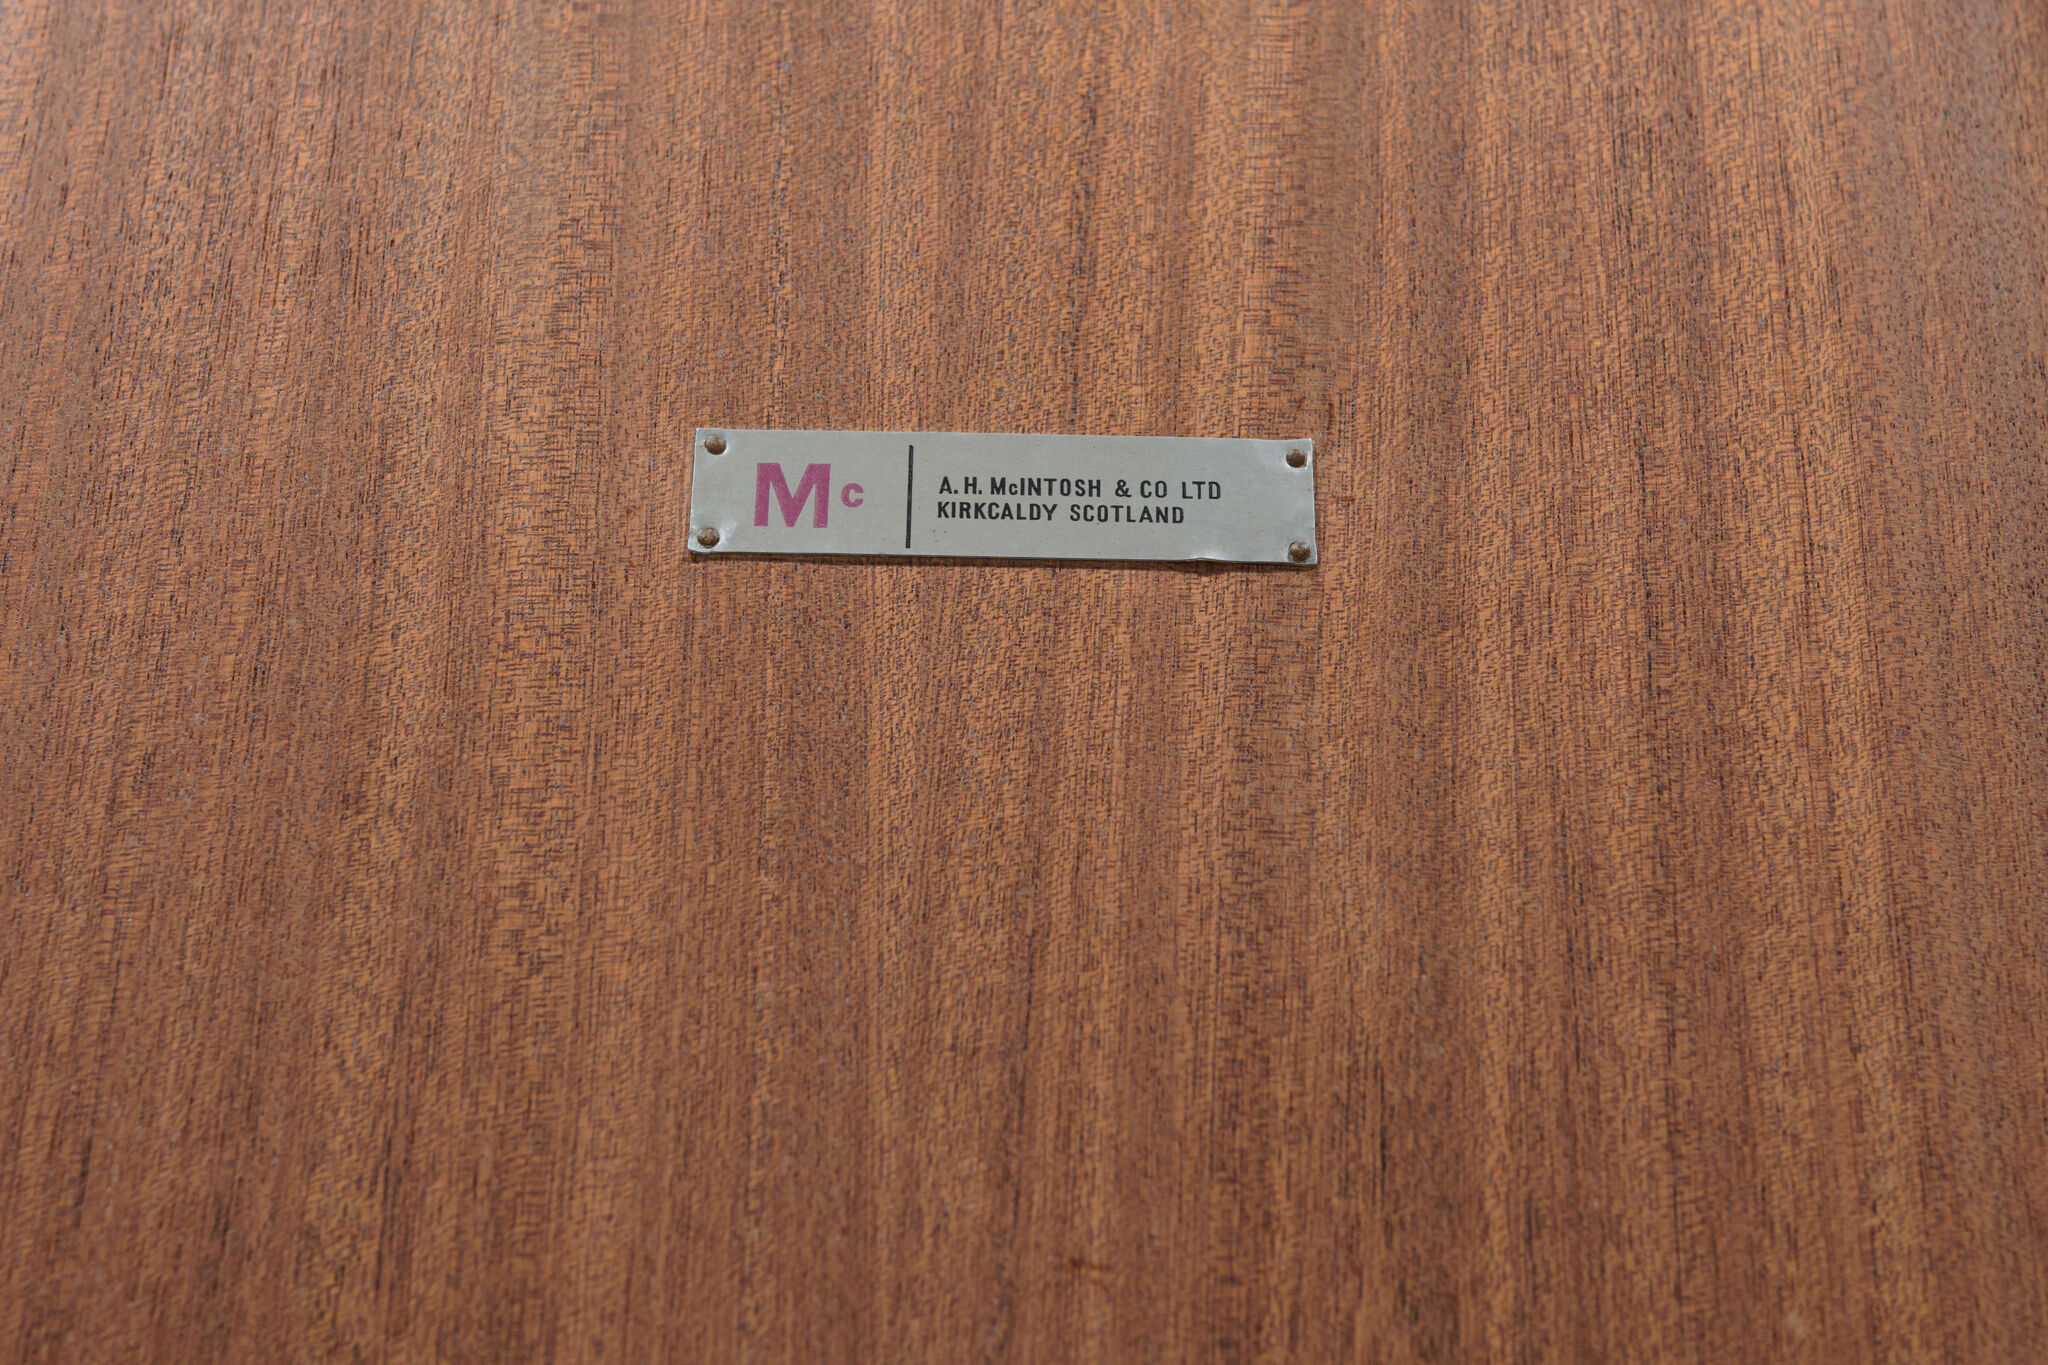 Mc
A. H. McINTOSH & CO LTD
KIRKCALDY SCOTLAND